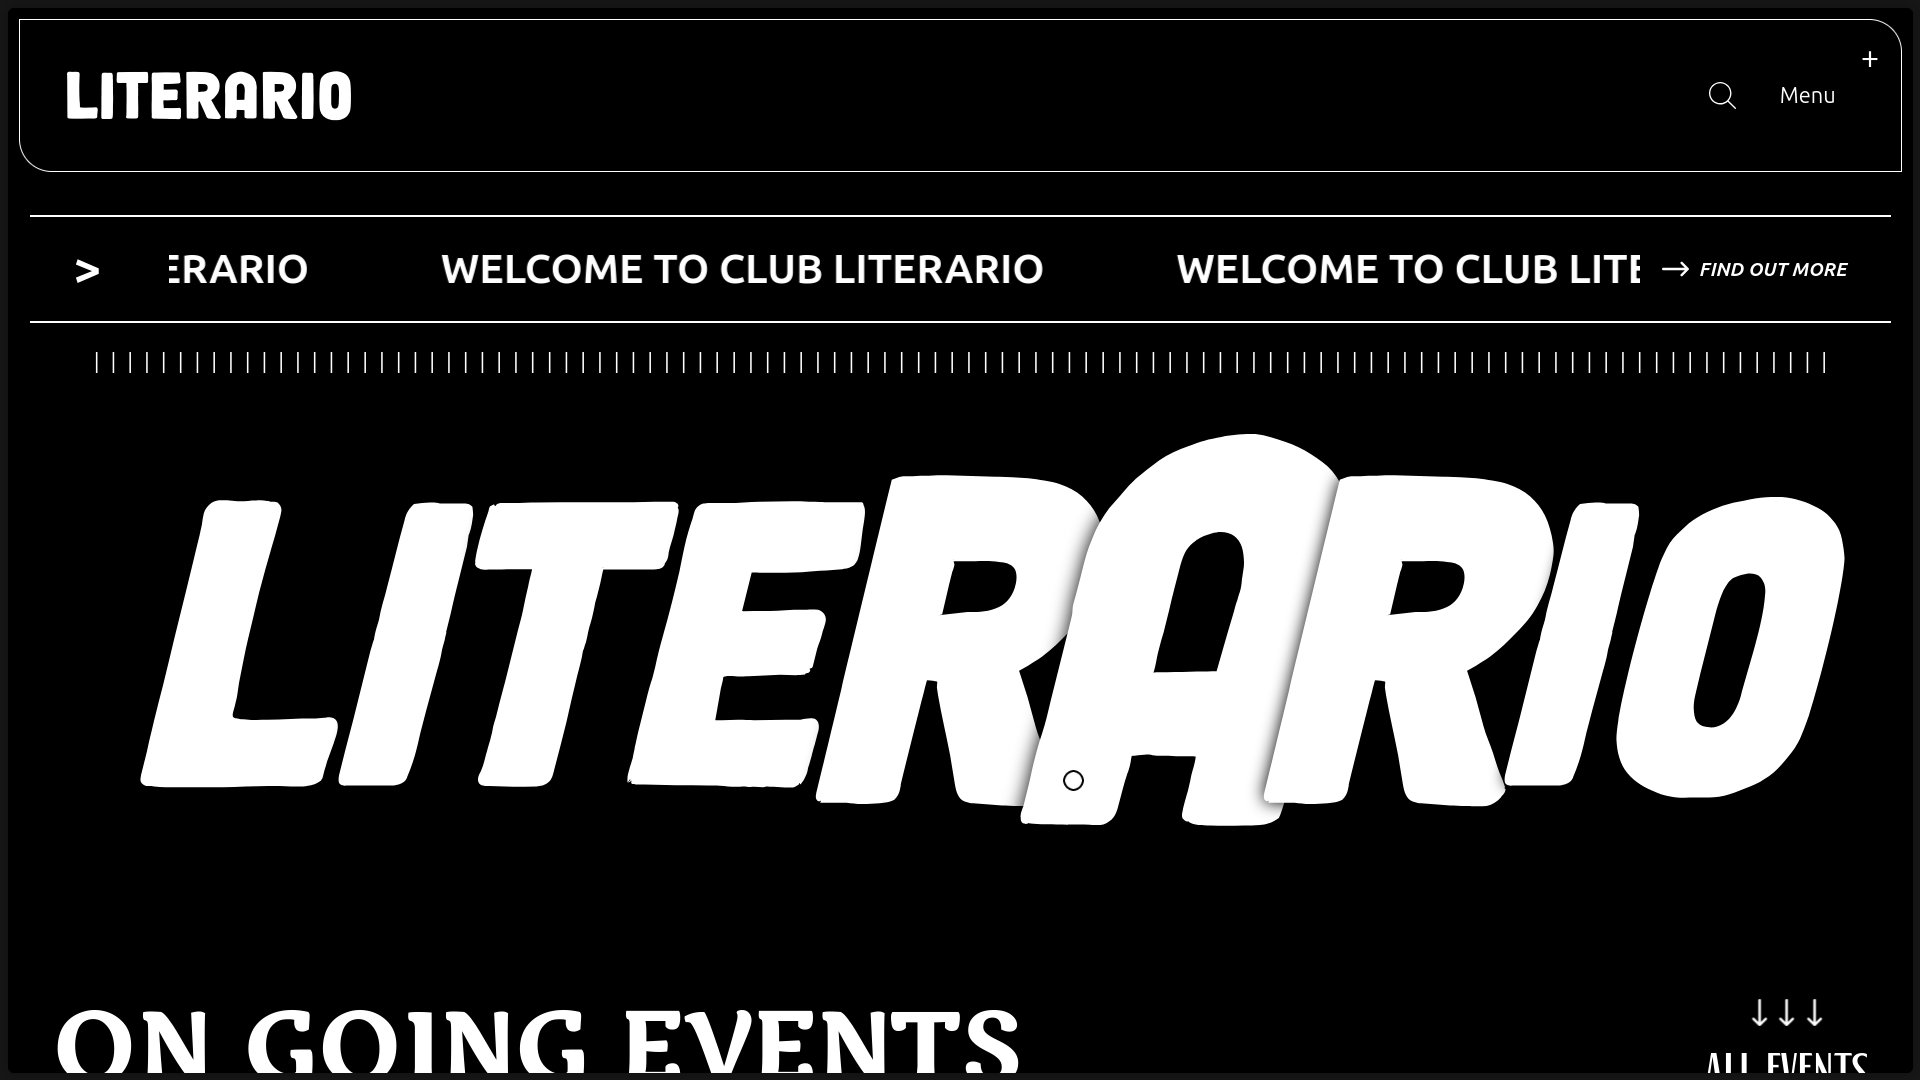 LITERARIO
Menu
+
> ERARIO WELCOME TO CLUB LITERARIO WELCOME TO CLUB LITE → FIND OUT MORE
LITERARIO
ON GOING EVENTS
↓↓↓
ALL EVENTS